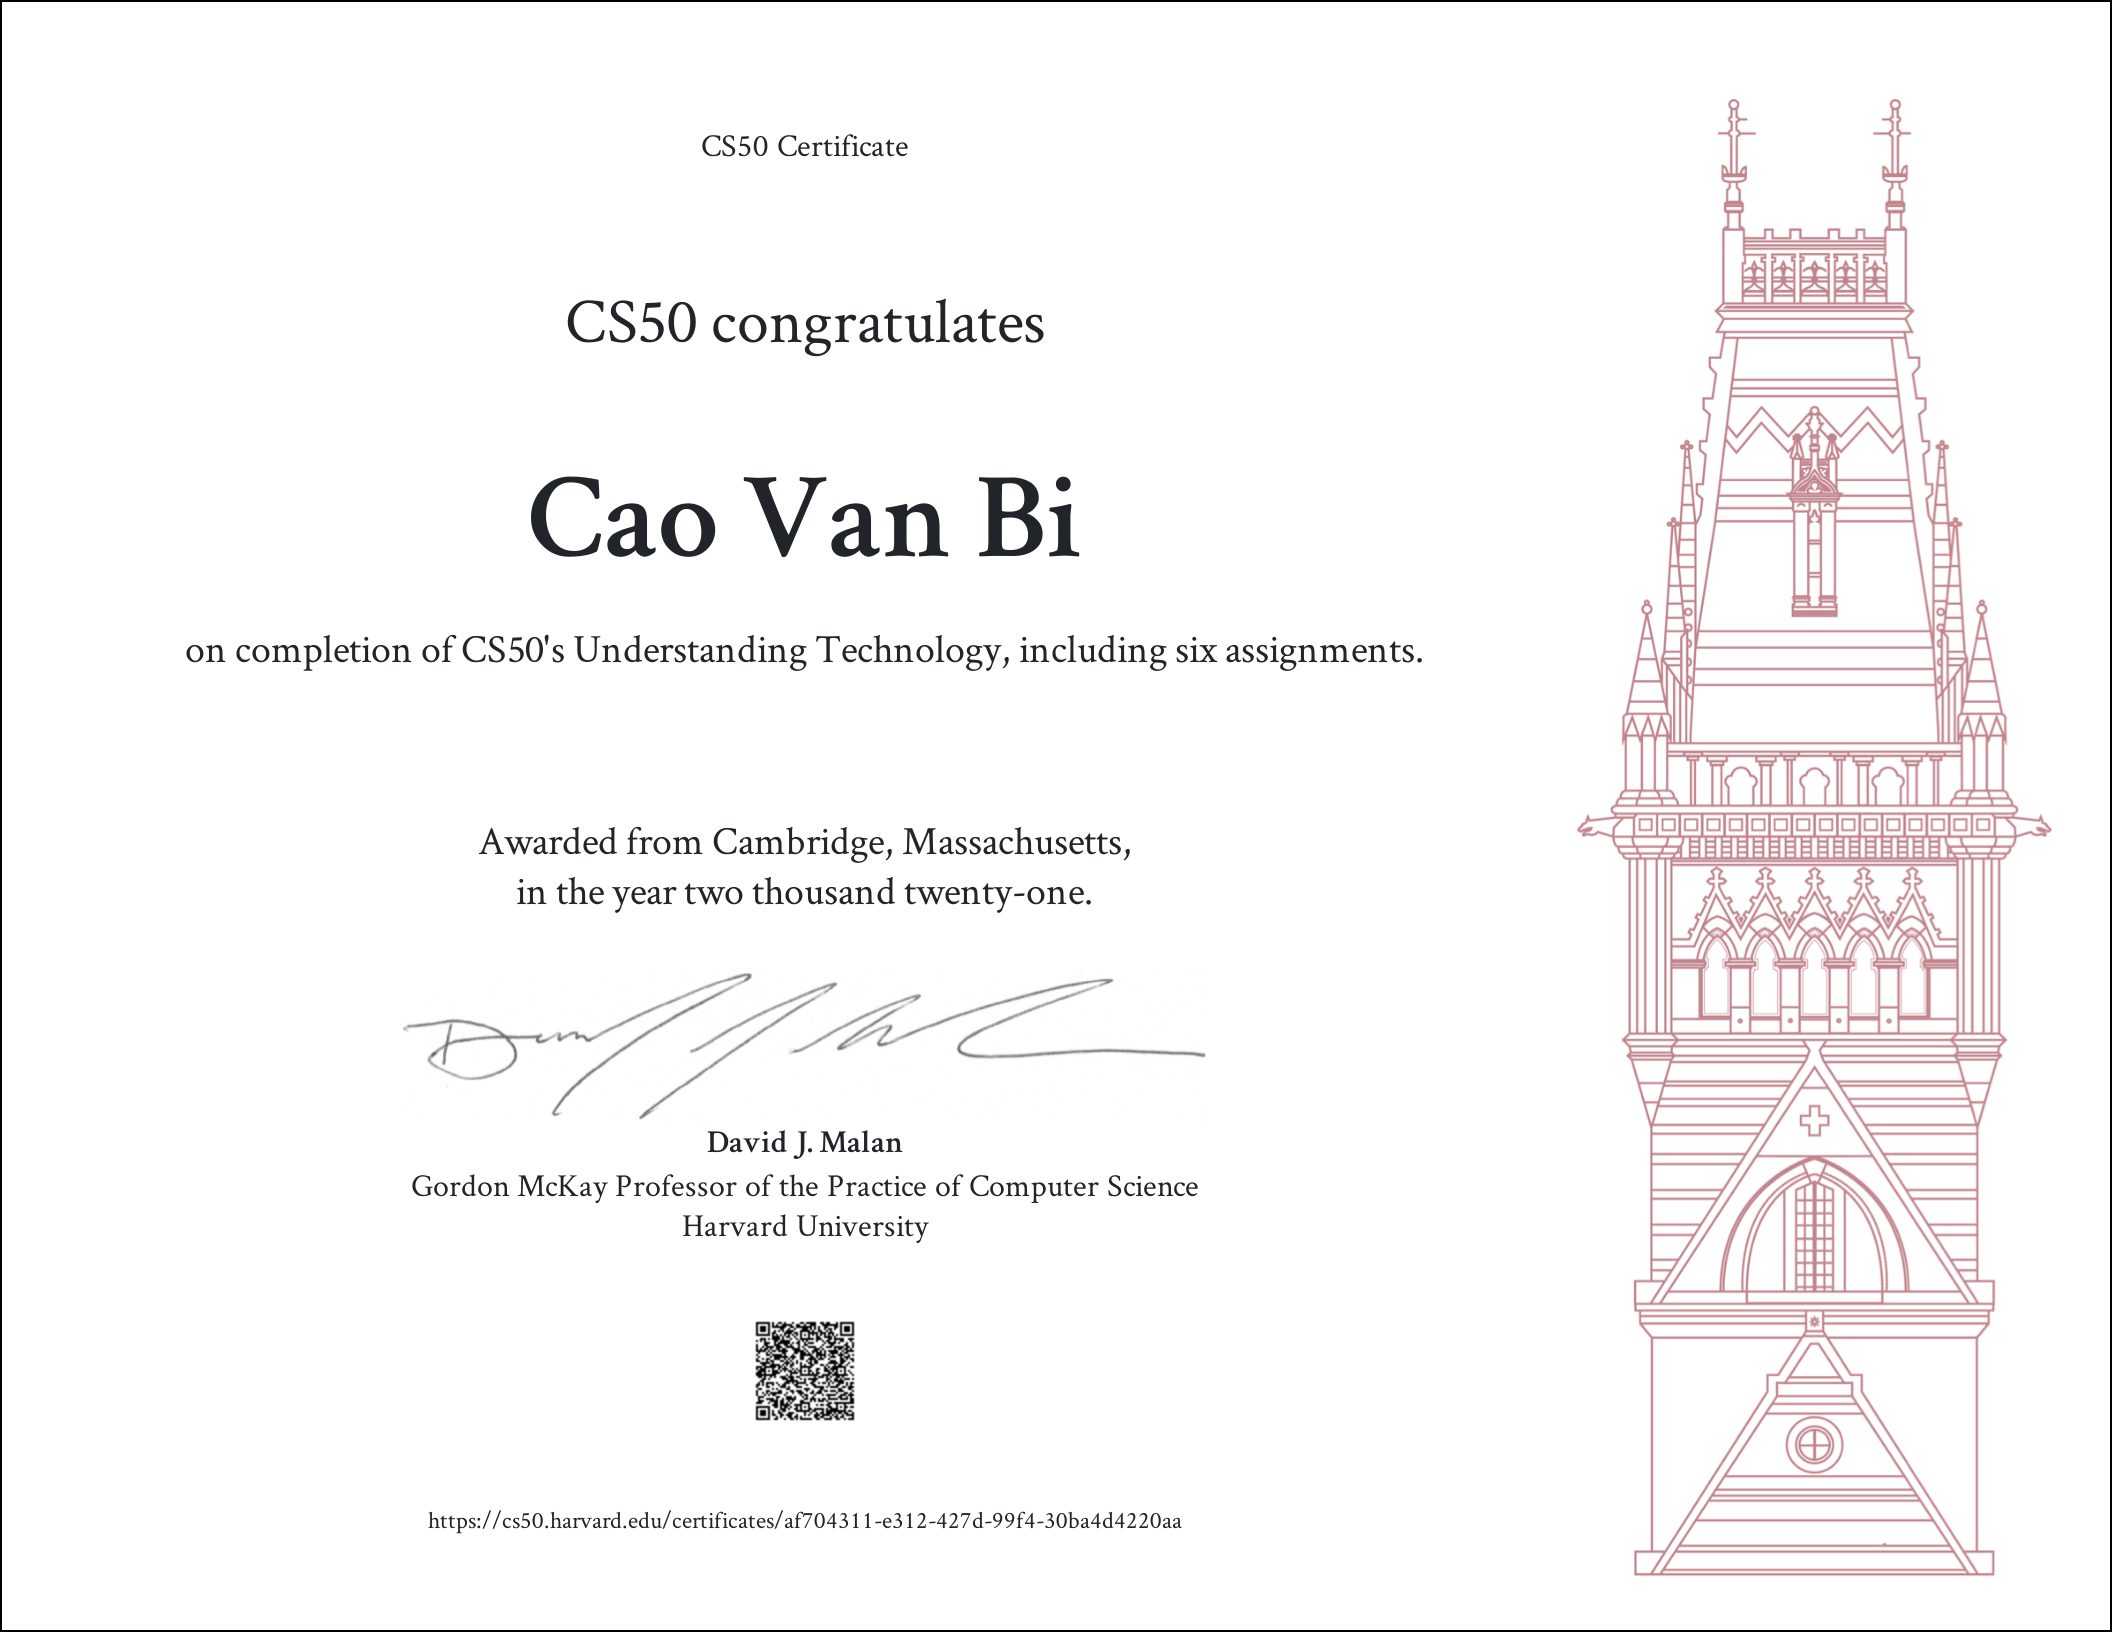 CS50 Certificate
CS50 congratulates
Cao Van Bi
on completion of CS50's Understanding Technology, including six assignments.
Awarded from Cambridge, Massachusetts,
in the year two thousand twenty-one.
David J. Malan
Gordon McKay Professor of the Practice of Computer Science
Harvard University
https://cs50.harvard.edu/certificates/af704311-e312-427d-99f4-30ba4d4220aa